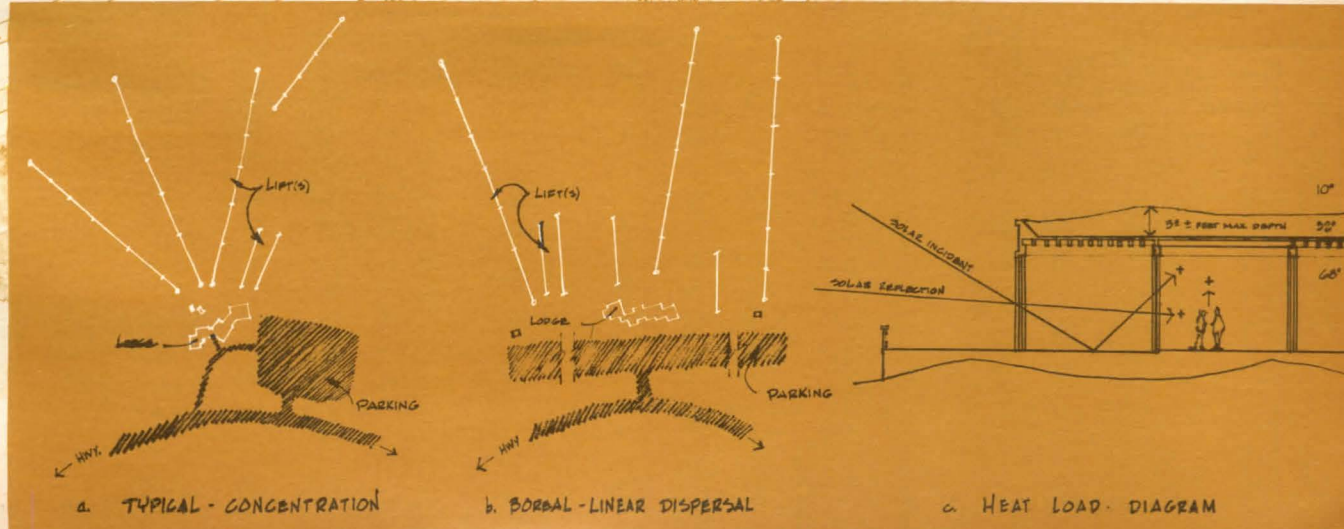 LIFT(S)
LODGE
PARKING
HWY.
a. TYPICAL - CONCENTRATION
LIFT(S)
LODGE
PARKING
HWY
b. BOREAL - LINEAR DISPERSAL
SOLAR INCIDENT
SOLAR REFLECTION
10°
± FEET MAX DEPTH
68°
c. HEAT LOAD. DIAGRAM